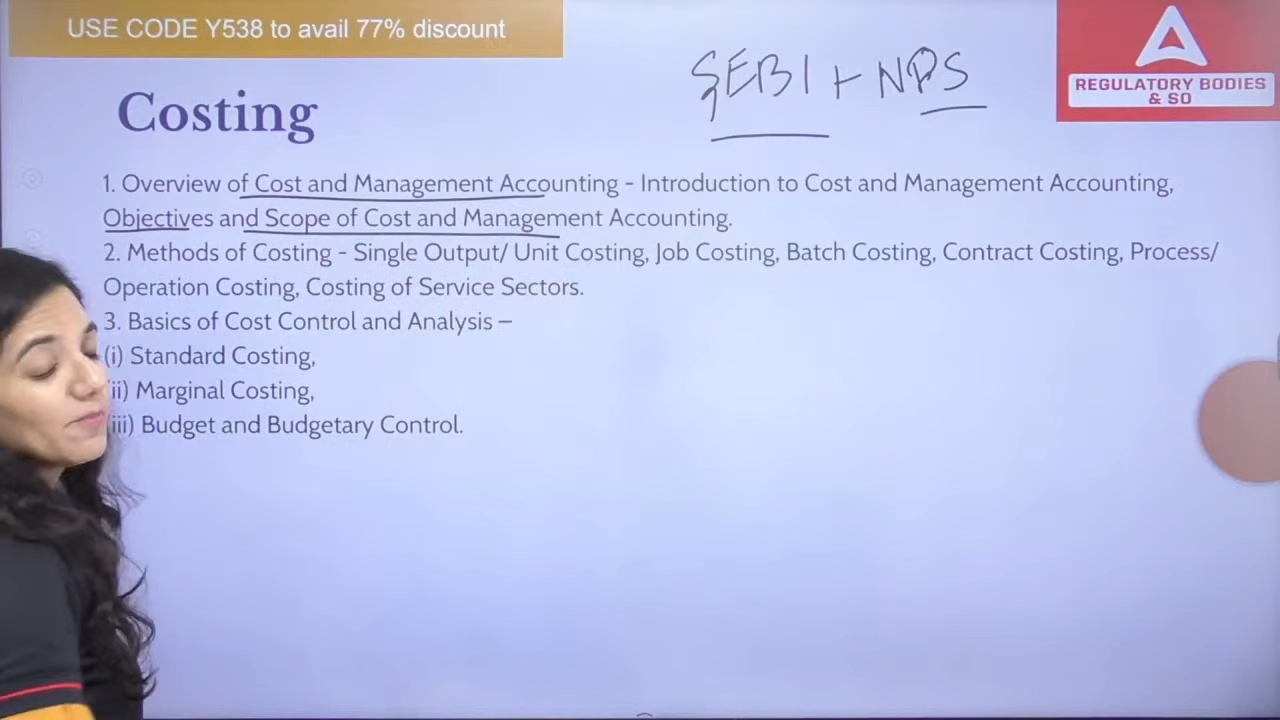 USE CODE Y538 to avail 77% discount
SEBI + NPS
REGULATORY BODIES
& SO
Costing
1. Overview of Cost and Management Accounting - Introduction to Cost and Management Accounting,
Objectives and Scope of Cost and Management Accounting.
2. Methods of Costing - Single Output/ Unit Costing, Job Costing, Batch Costing, Contract Costing, Process/
Operation Costing, Costing of Service Sectors.
3. Basics of Cost Control and Analysis –
(i) Standard Costing,
ii) Marginal Costing,
iii) Budget and Budgetary Control.